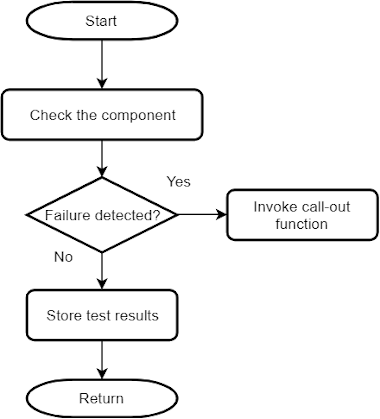 Start
Check the component
Failure detected?
Yes
Invoke call-out
function
No
Store test results
Return